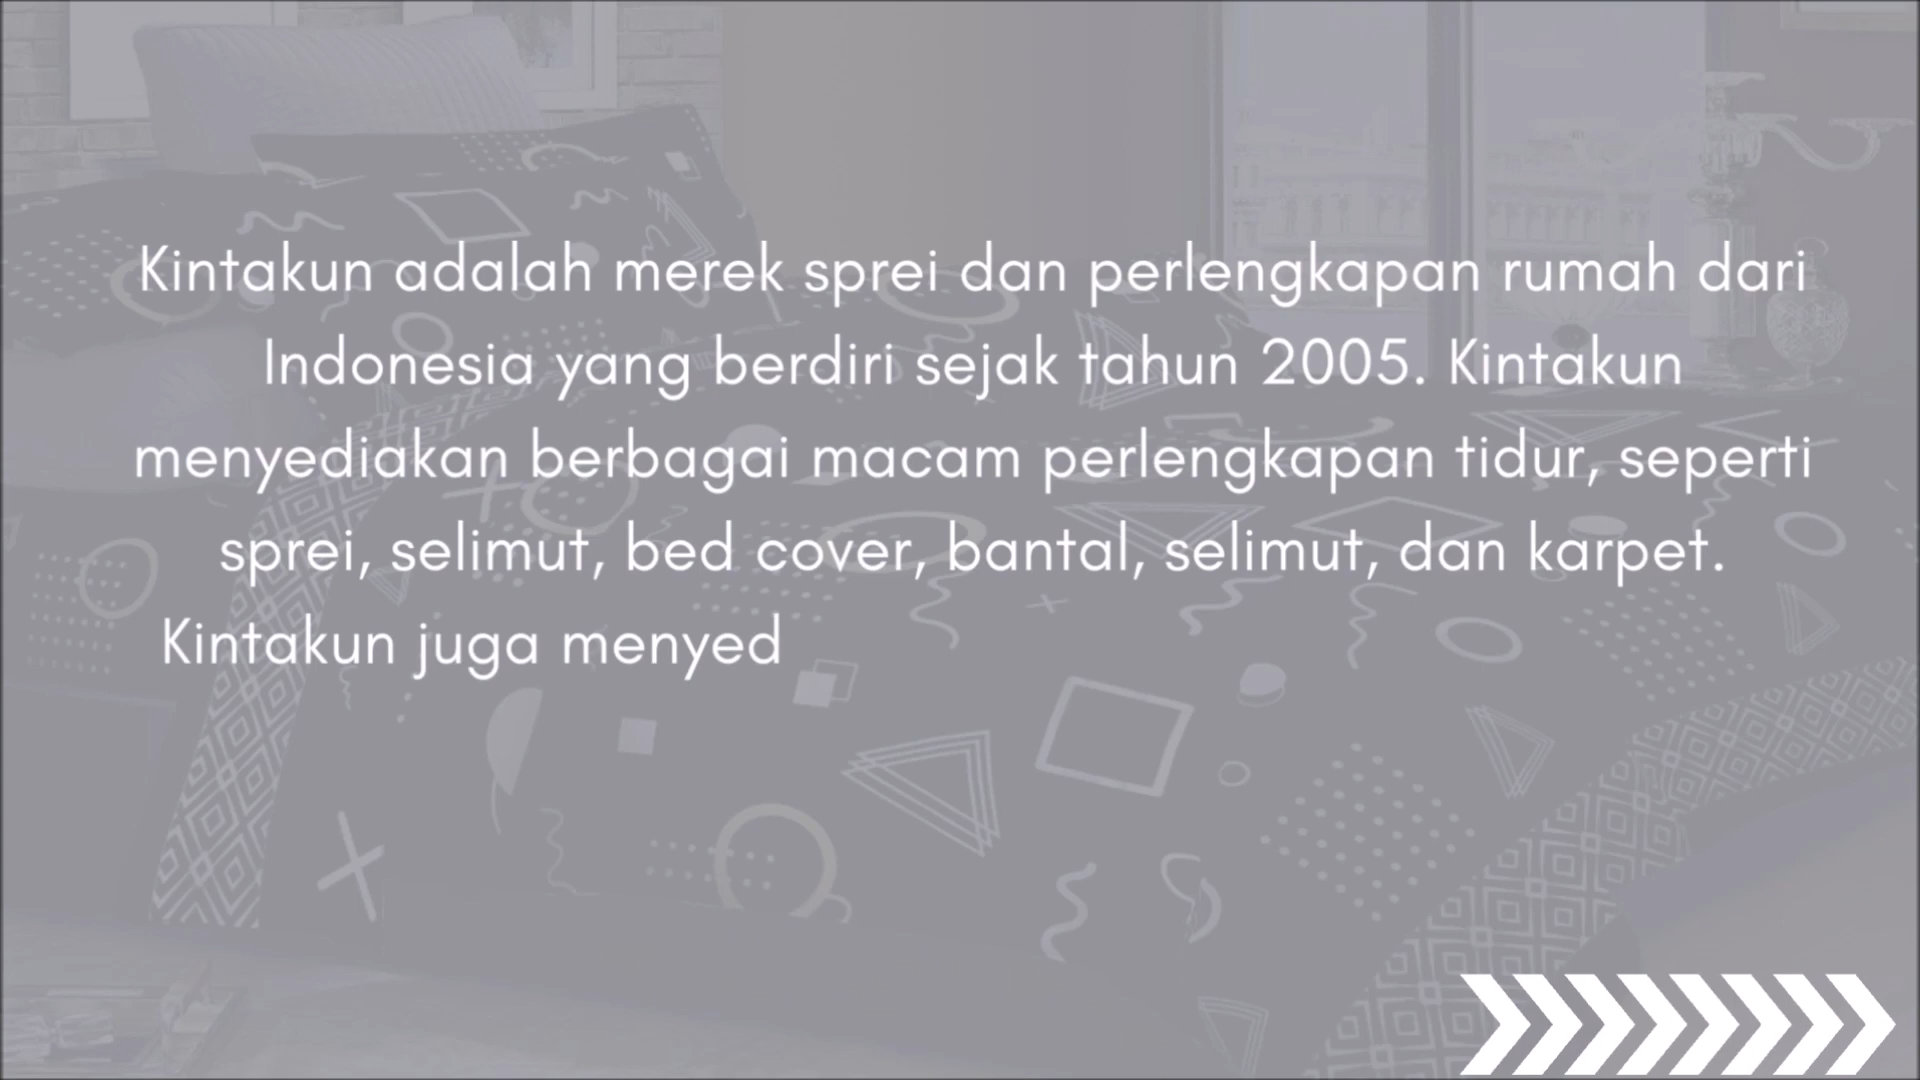 Kintakun adalah merek sprei dan perlengkapan rumah dari
Indonesia yang berdiri sejak tahun 2005. Kintakun
menyediakan berbagai macam perlengkapan tidur, seperti
sprei, selimut, bed cover, bantal, selimut, dan karpet.
Kintakun juga menyed